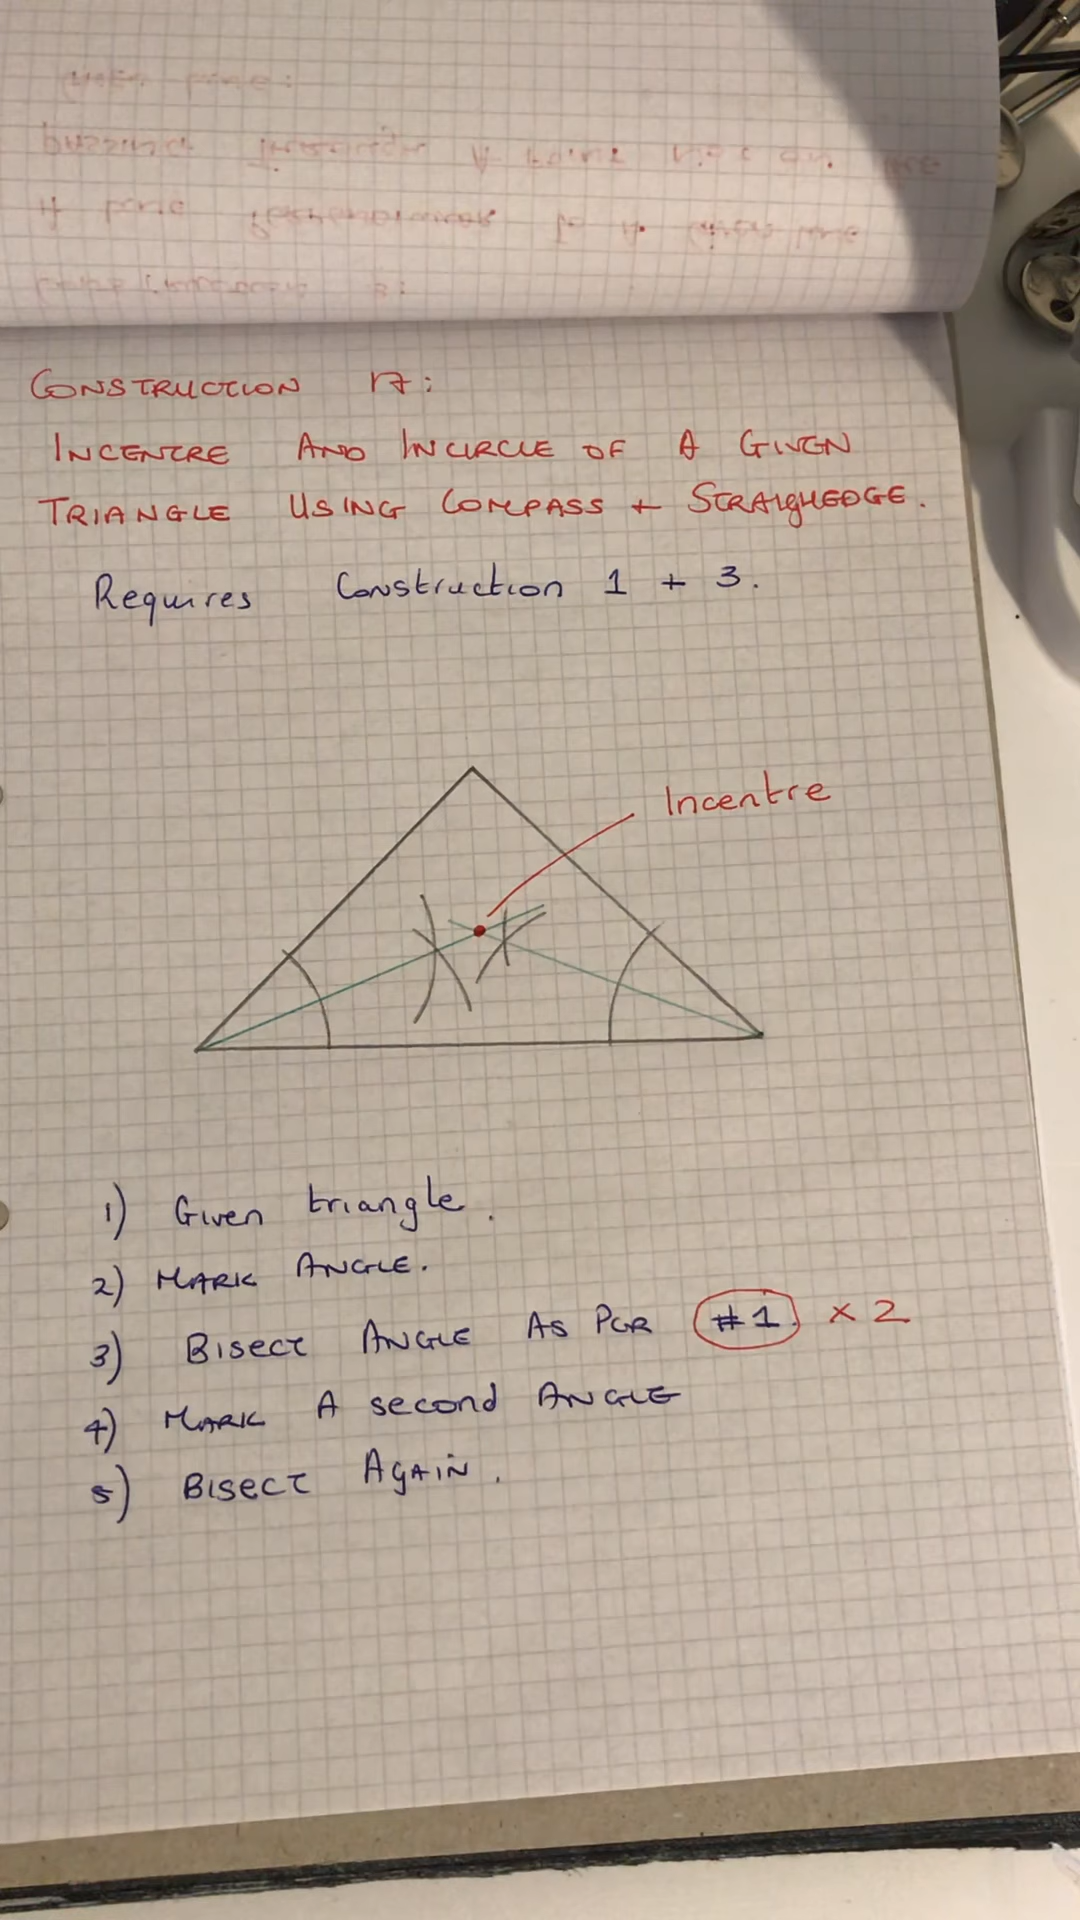 CONSTRUCTION 17:
INCENTRE AND INCIRCLE OF A GIVEN
TRIANGLE USING COMPASS + STRAIGHEDGE.
Requires Construction 1 + 3.
Incentre
1) Given triangle.
2) MARK ANGLE.
3) BISECT ANGLE AS PER #1. x 2
4) MARK A second ANGLE
5) BISECT AGAIN.